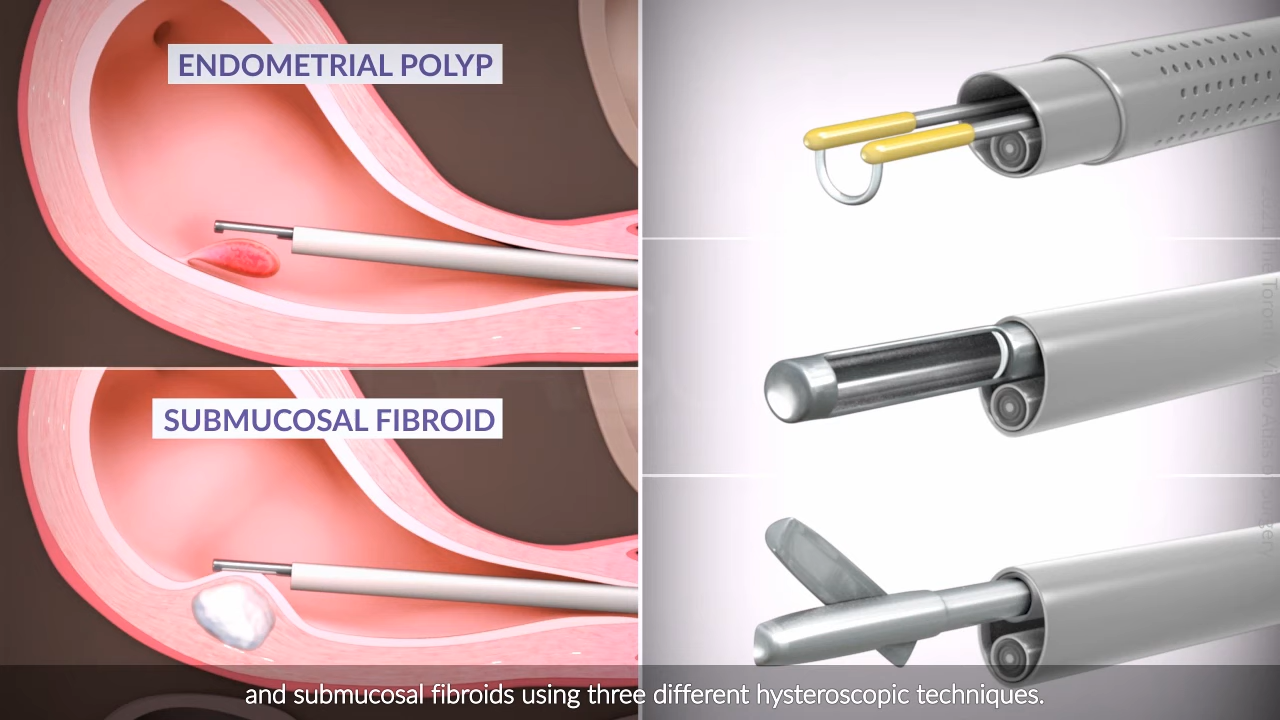 ENDOMETRIAL POLYP
SUBMUCOSAL FIBROID
and submucosal fibroids using three different hysteroscopic techniques.